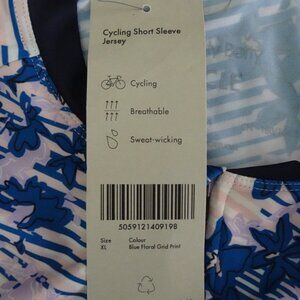 Cycling Short Sleeve
Jersey
Cycling
Breathable
Sweat-wicking
5059121409198
Size
Colour
XL
Blue Floral Grid Print